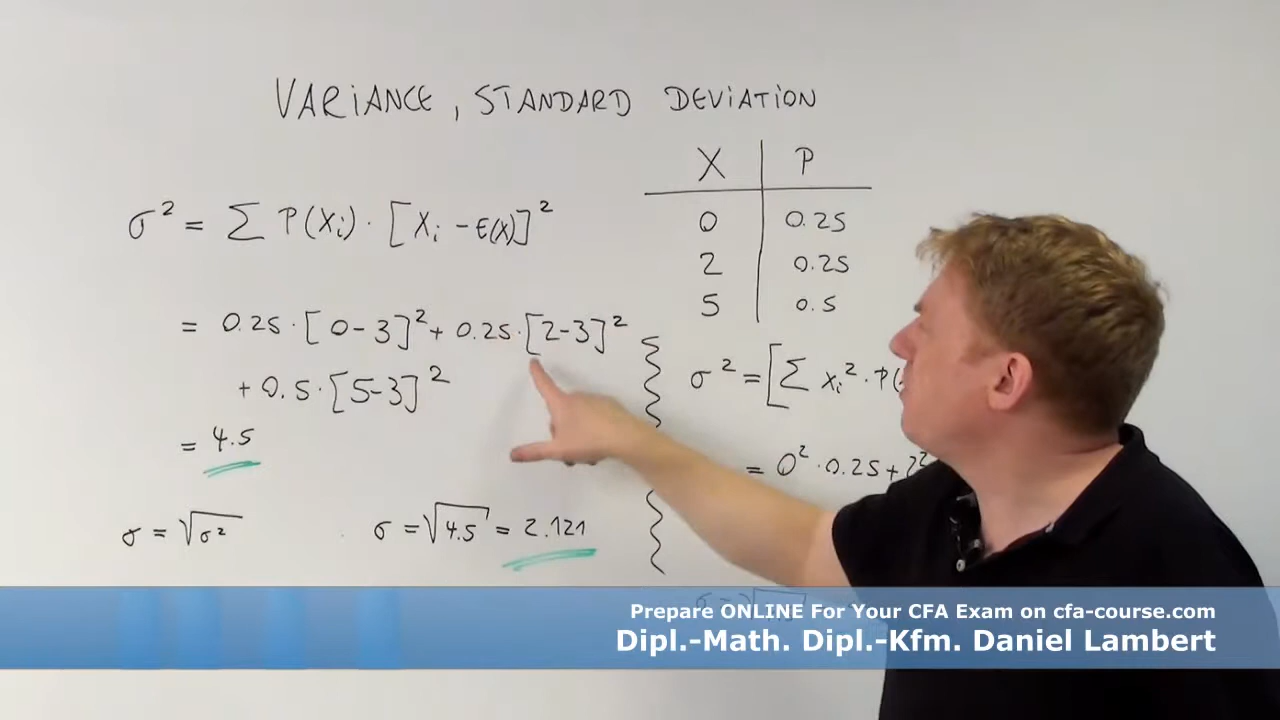 VARIANCE, STANDARD DEVIATION
σ² = ∑ P(Xi) · [Xi - E(X)]²
= 0.25 · [0-3]² + 0.25 · [2-3]²
+ 0.5 · [5-3]²
= 4.5
σ = √σ² σ = √4.5 = 2.121
X P
0 0.25
2 0.25
5 0.5
σ² = [∑ xi² · P(
= 0² · 0.25 + 2²
σ = √
Prepare ONLINE For Your CFA Exam on cfa-course.com
Dipl.-Math. Dipl.-Kfm. Daniel Lambert